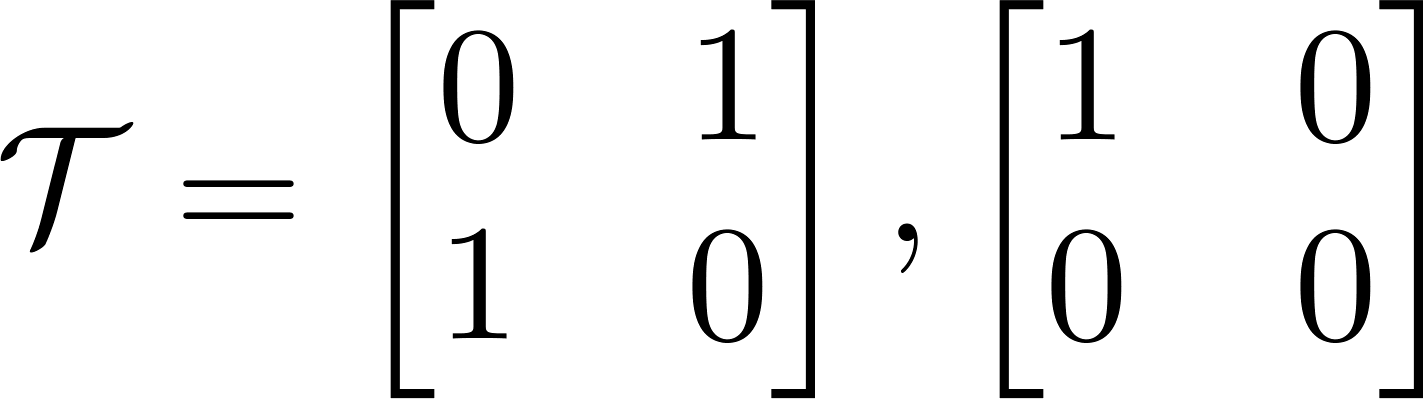 𝒯 = [0 1; 1 0], [1 0; 0 0]